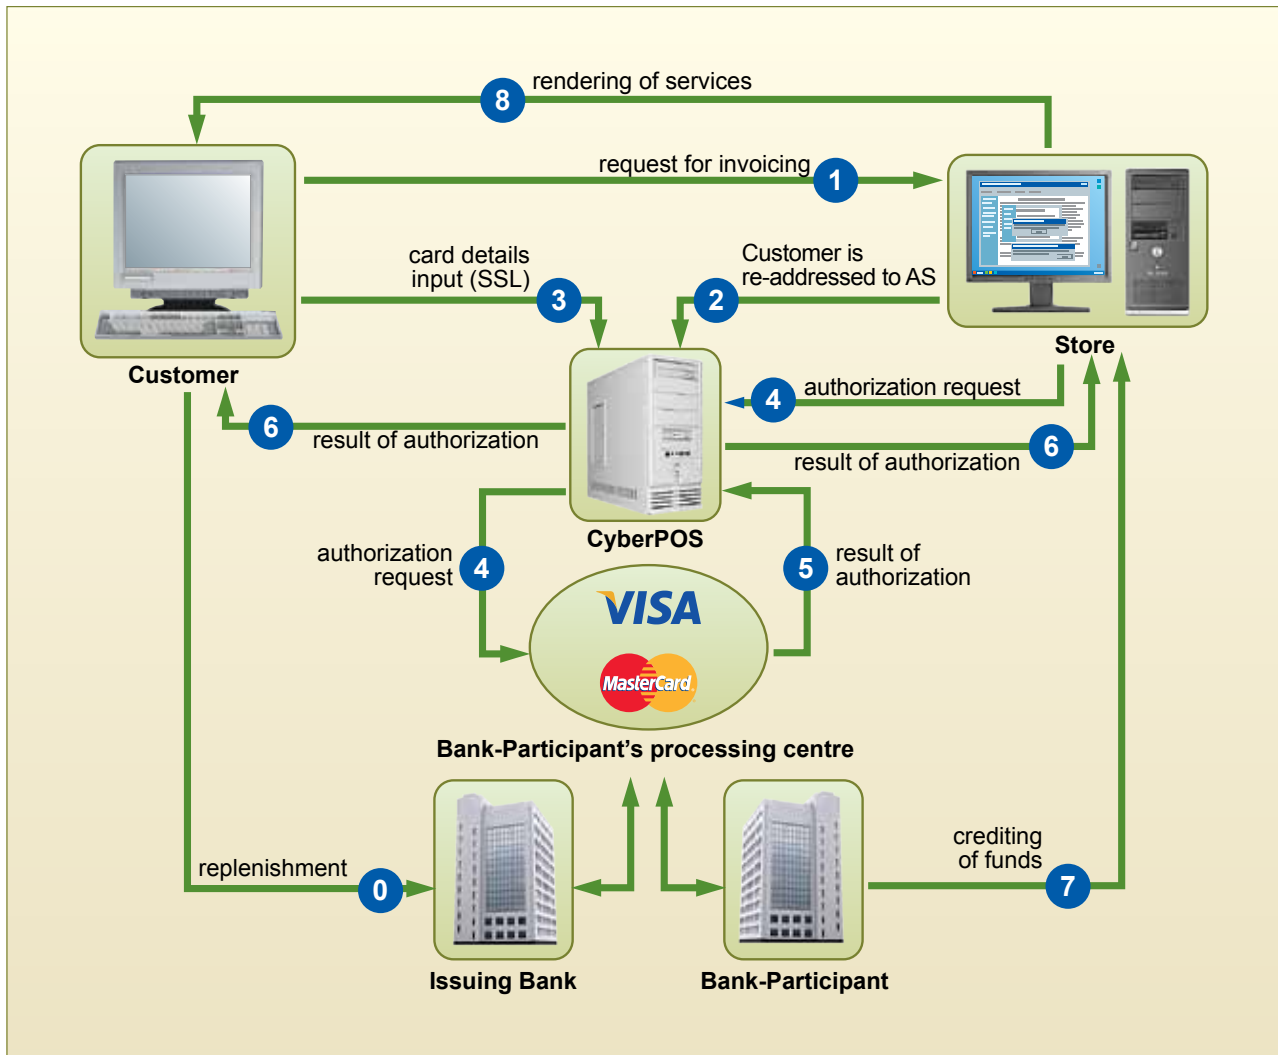 rendering of services
8
request for invoicing
1
card details
input (SSL)
3
Customer is
re-addressed to AS
2
Customer
Store
authorization request
4
6
result of authorization
result of authorization
6
CyberPOS
authorization
request
4
5
result of
authorization
VISA
MasterCard
Bank-Participant's processing centre
replenishment
0
crediting
of funds
7
Issuing Bank
Bank-Participant